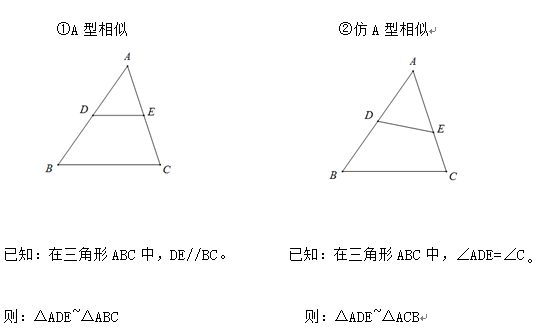 ①A 型相似
②仿 A 型相似↵
A
D
E
B
C
A
D
E
B
C
已知：在三角形 ABC 中，DE//BC。
已知：在三角形 ABC 中，∠ADE=∠C。
则：△ADE~△ABC
则：△ADE~△ACB↵